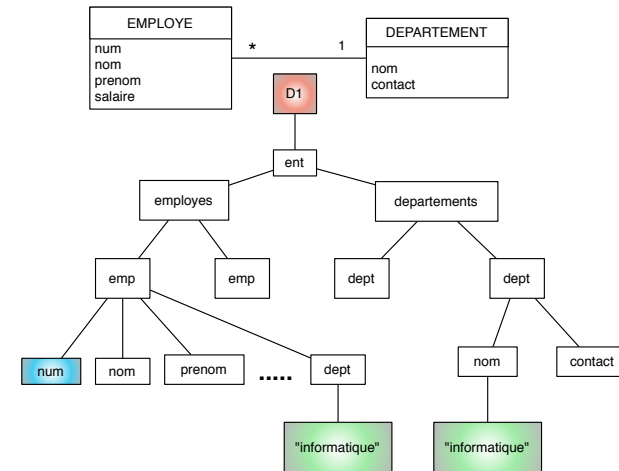 EMPLOYE
num
nom
prenom
salaire
* 1
DEPARTEMENT
nom
contact
D1
ent
employes departements
emp emp dept dept
num nom prenom ..... dept nom contact
"informatique" "informatique"